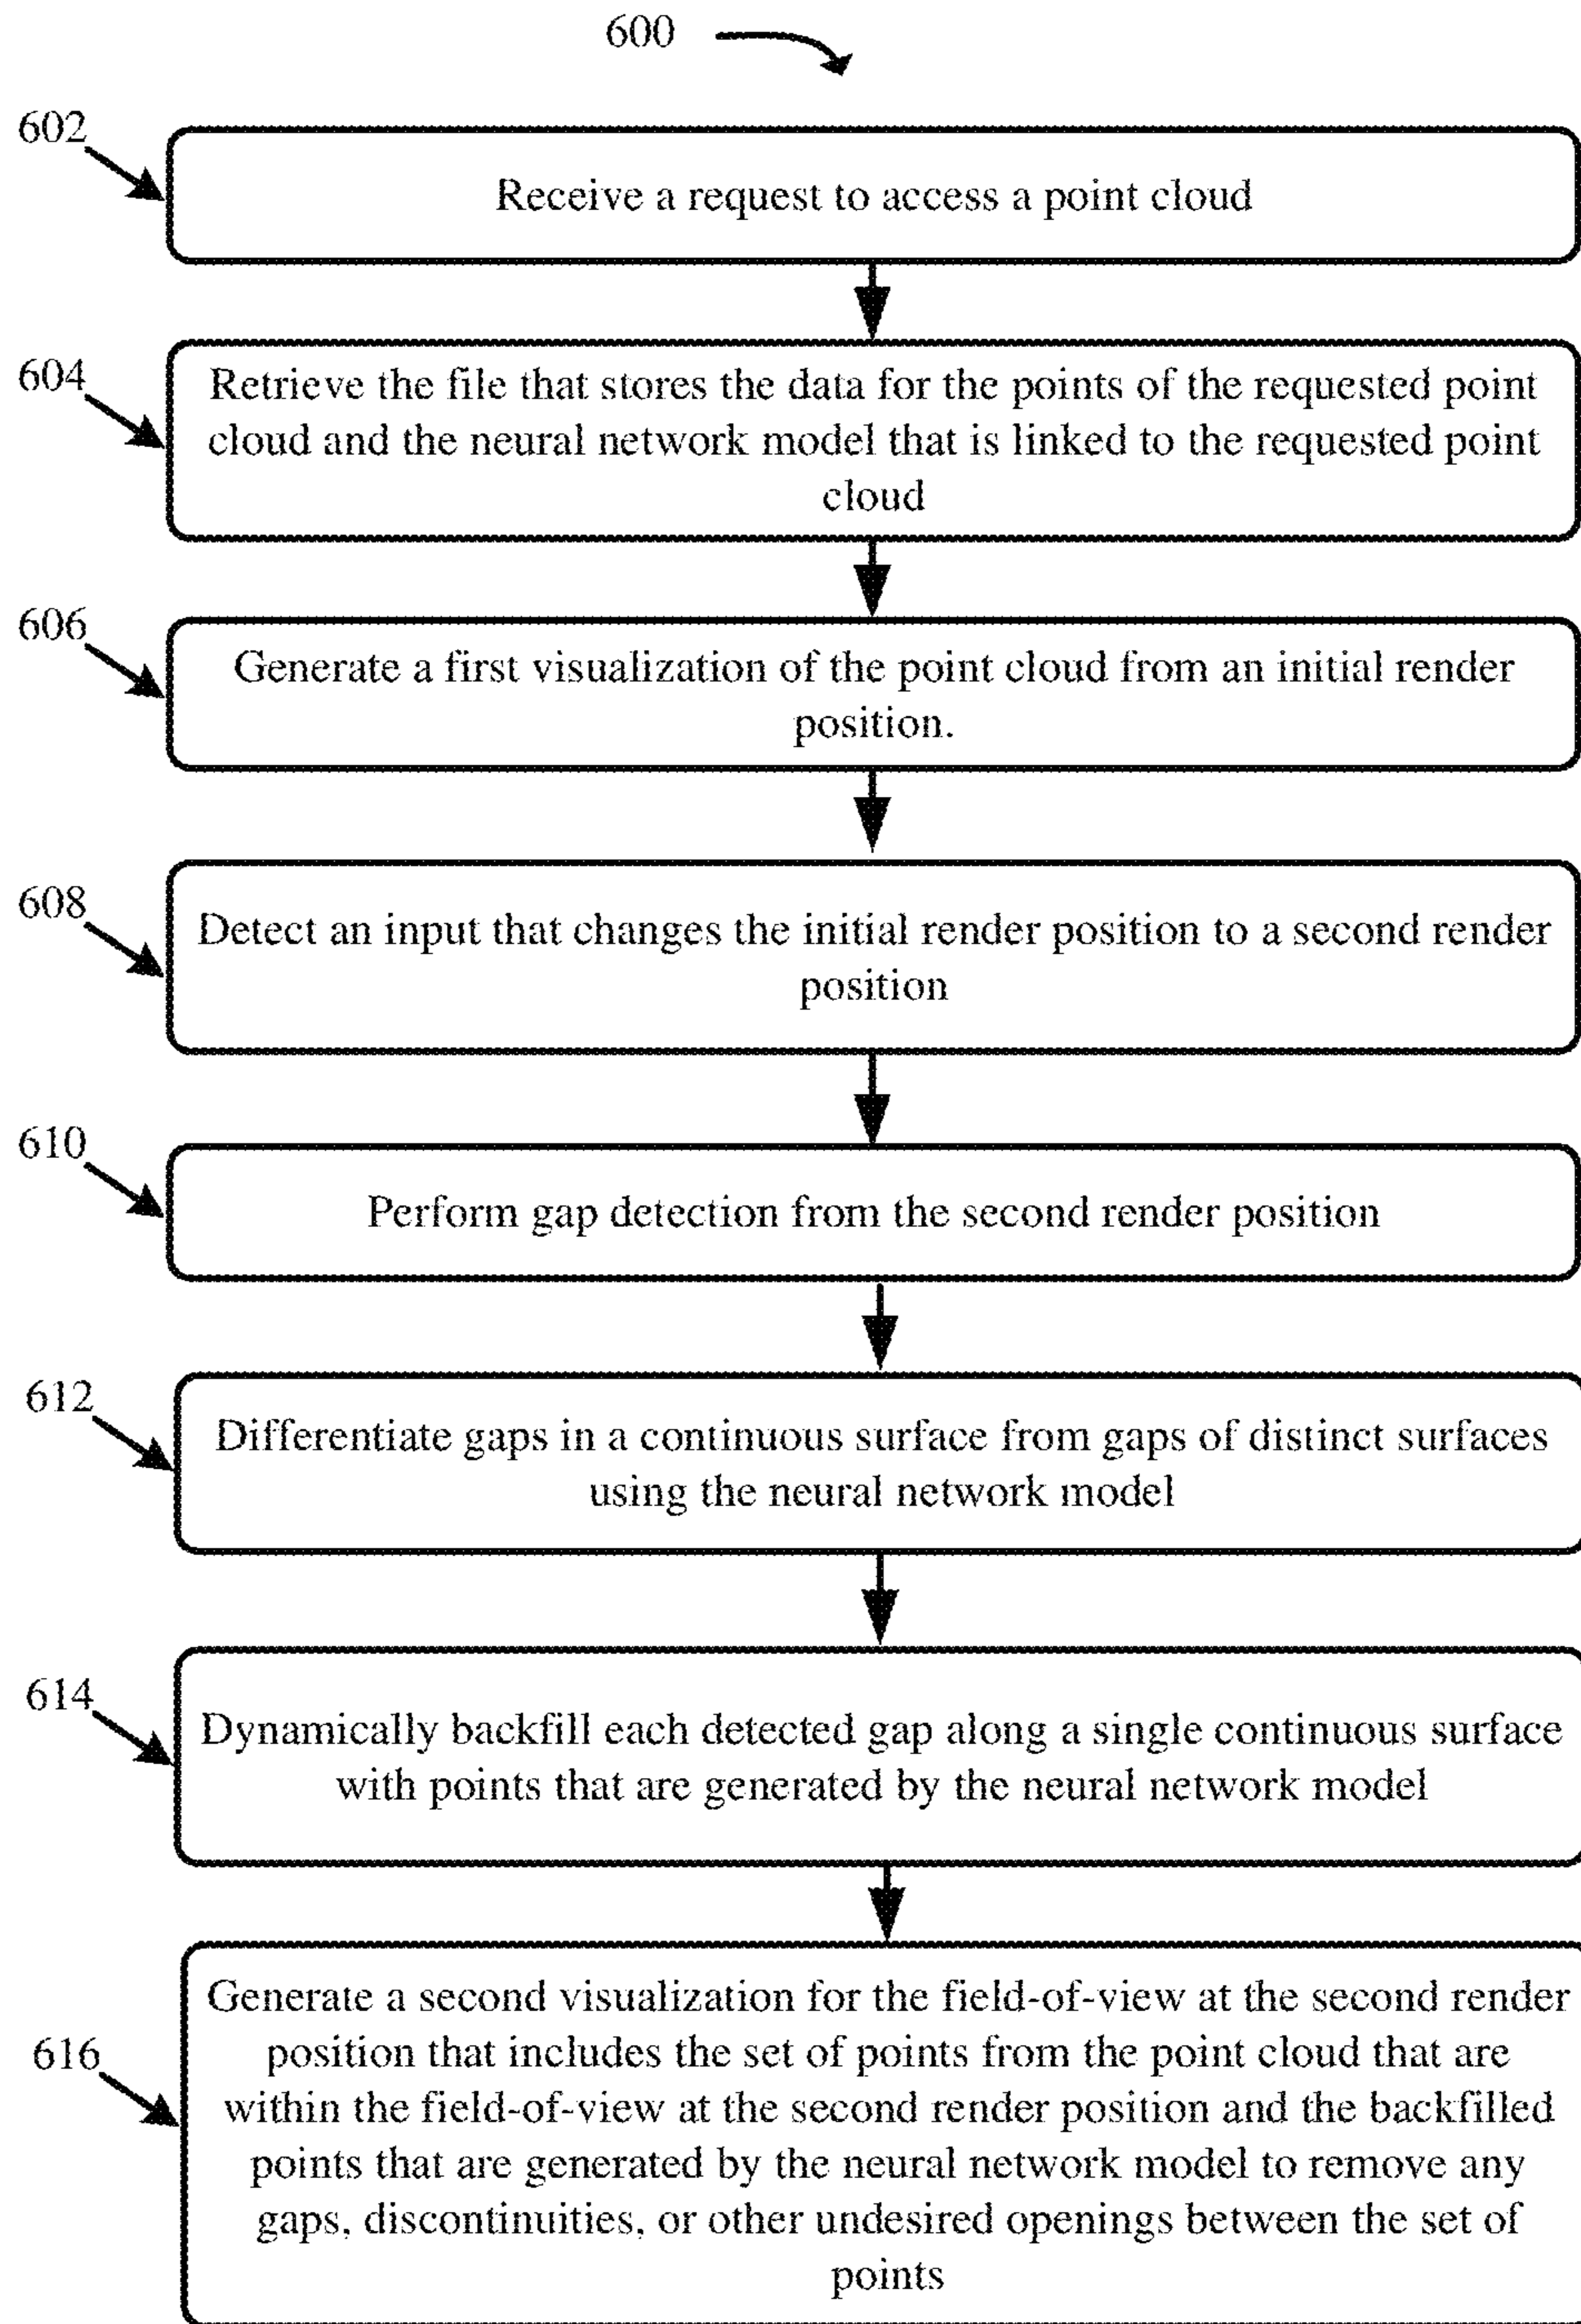 600
602
Receive a request to access a point cloud
604
Retrieve the file that stores the data for the points of the requested point
cloud and the neural network model that is linked to the requested point
cloud
606
Generate a first visualization of the point cloud from an initial render
position.
608
Detect an input that changes the initial render position to a second render
position
610
Perform gap detection from the second render position
612
Differentiate gaps in a continuous surface from gaps of distinct surfaces
using the neural network model
614
Dynamically backfill each detected gap along a single continuous surface
with points that are generated by the neural network model
616
Generate a second visualization for the field-of-view at the second render
position that includes the set of points from the point cloud that are
within the field-of-view at the second render position and the backfilled
points that are generated by the neural network model to remove any
gaps, discontinuities, or other undesired openings between the set of
points